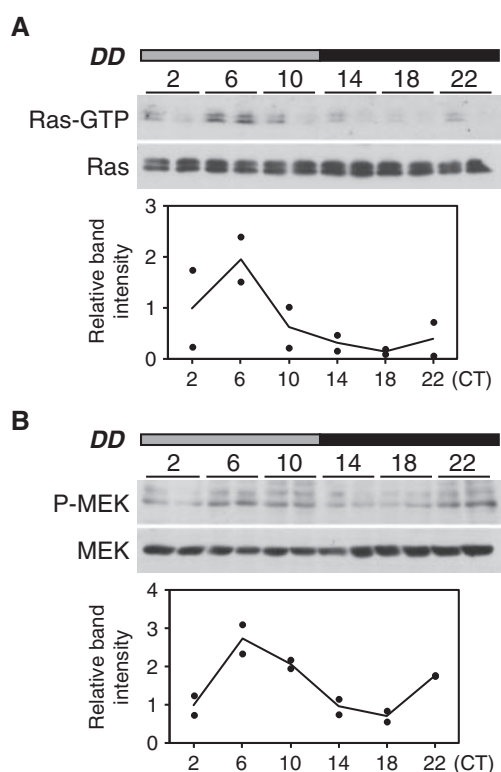 A
DD
2 6 10 14 18 22
Ras-GTP
Ras
Relative band
intensity
3
2
1
0
2 6 10 14 18 22 (CT)
B
DD
2 6 10 14 18 22
P-MEK
MEK
Relative band
intensity
4
3
2
1
0
2 6 10 14 18 22 (CT)